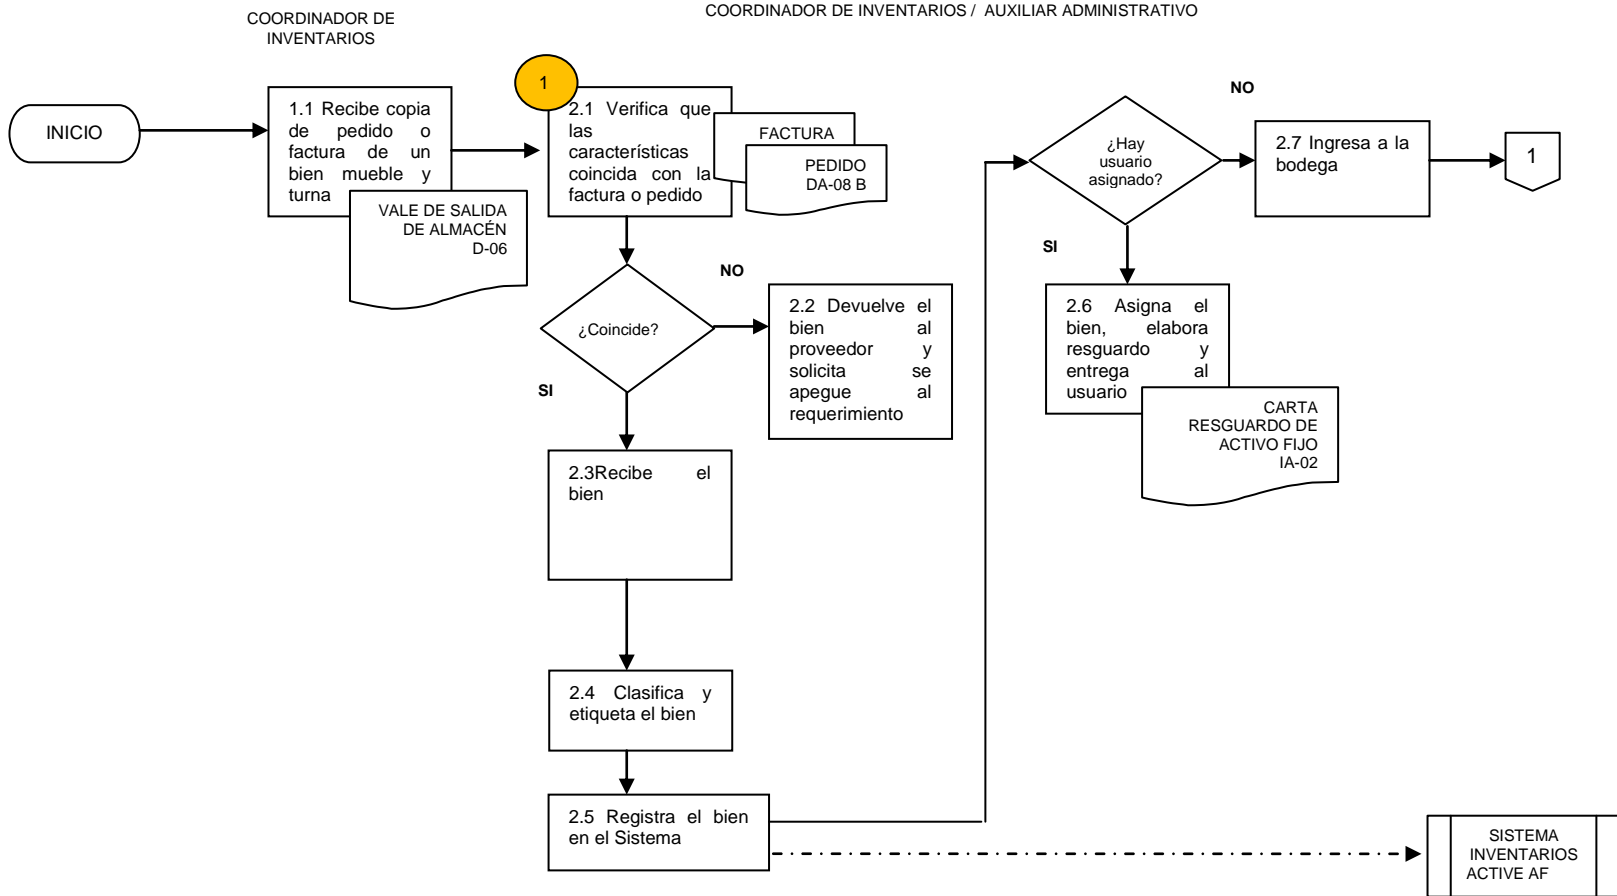 COORDINADOR DE
INVENTARIOS
COORDINADOR DE INVENTARIOS / AUXILIAR ADMINISTRATIVO
INICIO
1.1 Recibe copia
de pedido o
factura de un
bien mueble y
turna
VALE DE SALIDA
DE ALMACÉN
D-06
1
2.1 Verifica que
las
características
coincida con la
factura o pedido
FACTURA
PEDIDO
DA-08 B
¿Coincide?
NO
2.2 Devuelve el
bien al
proveedor y
solicita se
apegue al
requerimiento
SI
2.3Recibe el
bien
2.4 Clasifica y
etiqueta el bien
2.5 Registra el bien
en el Sistema
¿Hay
usuario
asignado?
NO
2.7 Ingresa a la
bodega
1
SI
2.6 Asigna el
bien, elabora
resguardo y
entrega al
usuario
CARTA
RESGUARDO DE
ACTIVO FIJO
IA-02
SISTEMA
INVENTARIOS
ACTIVE AF